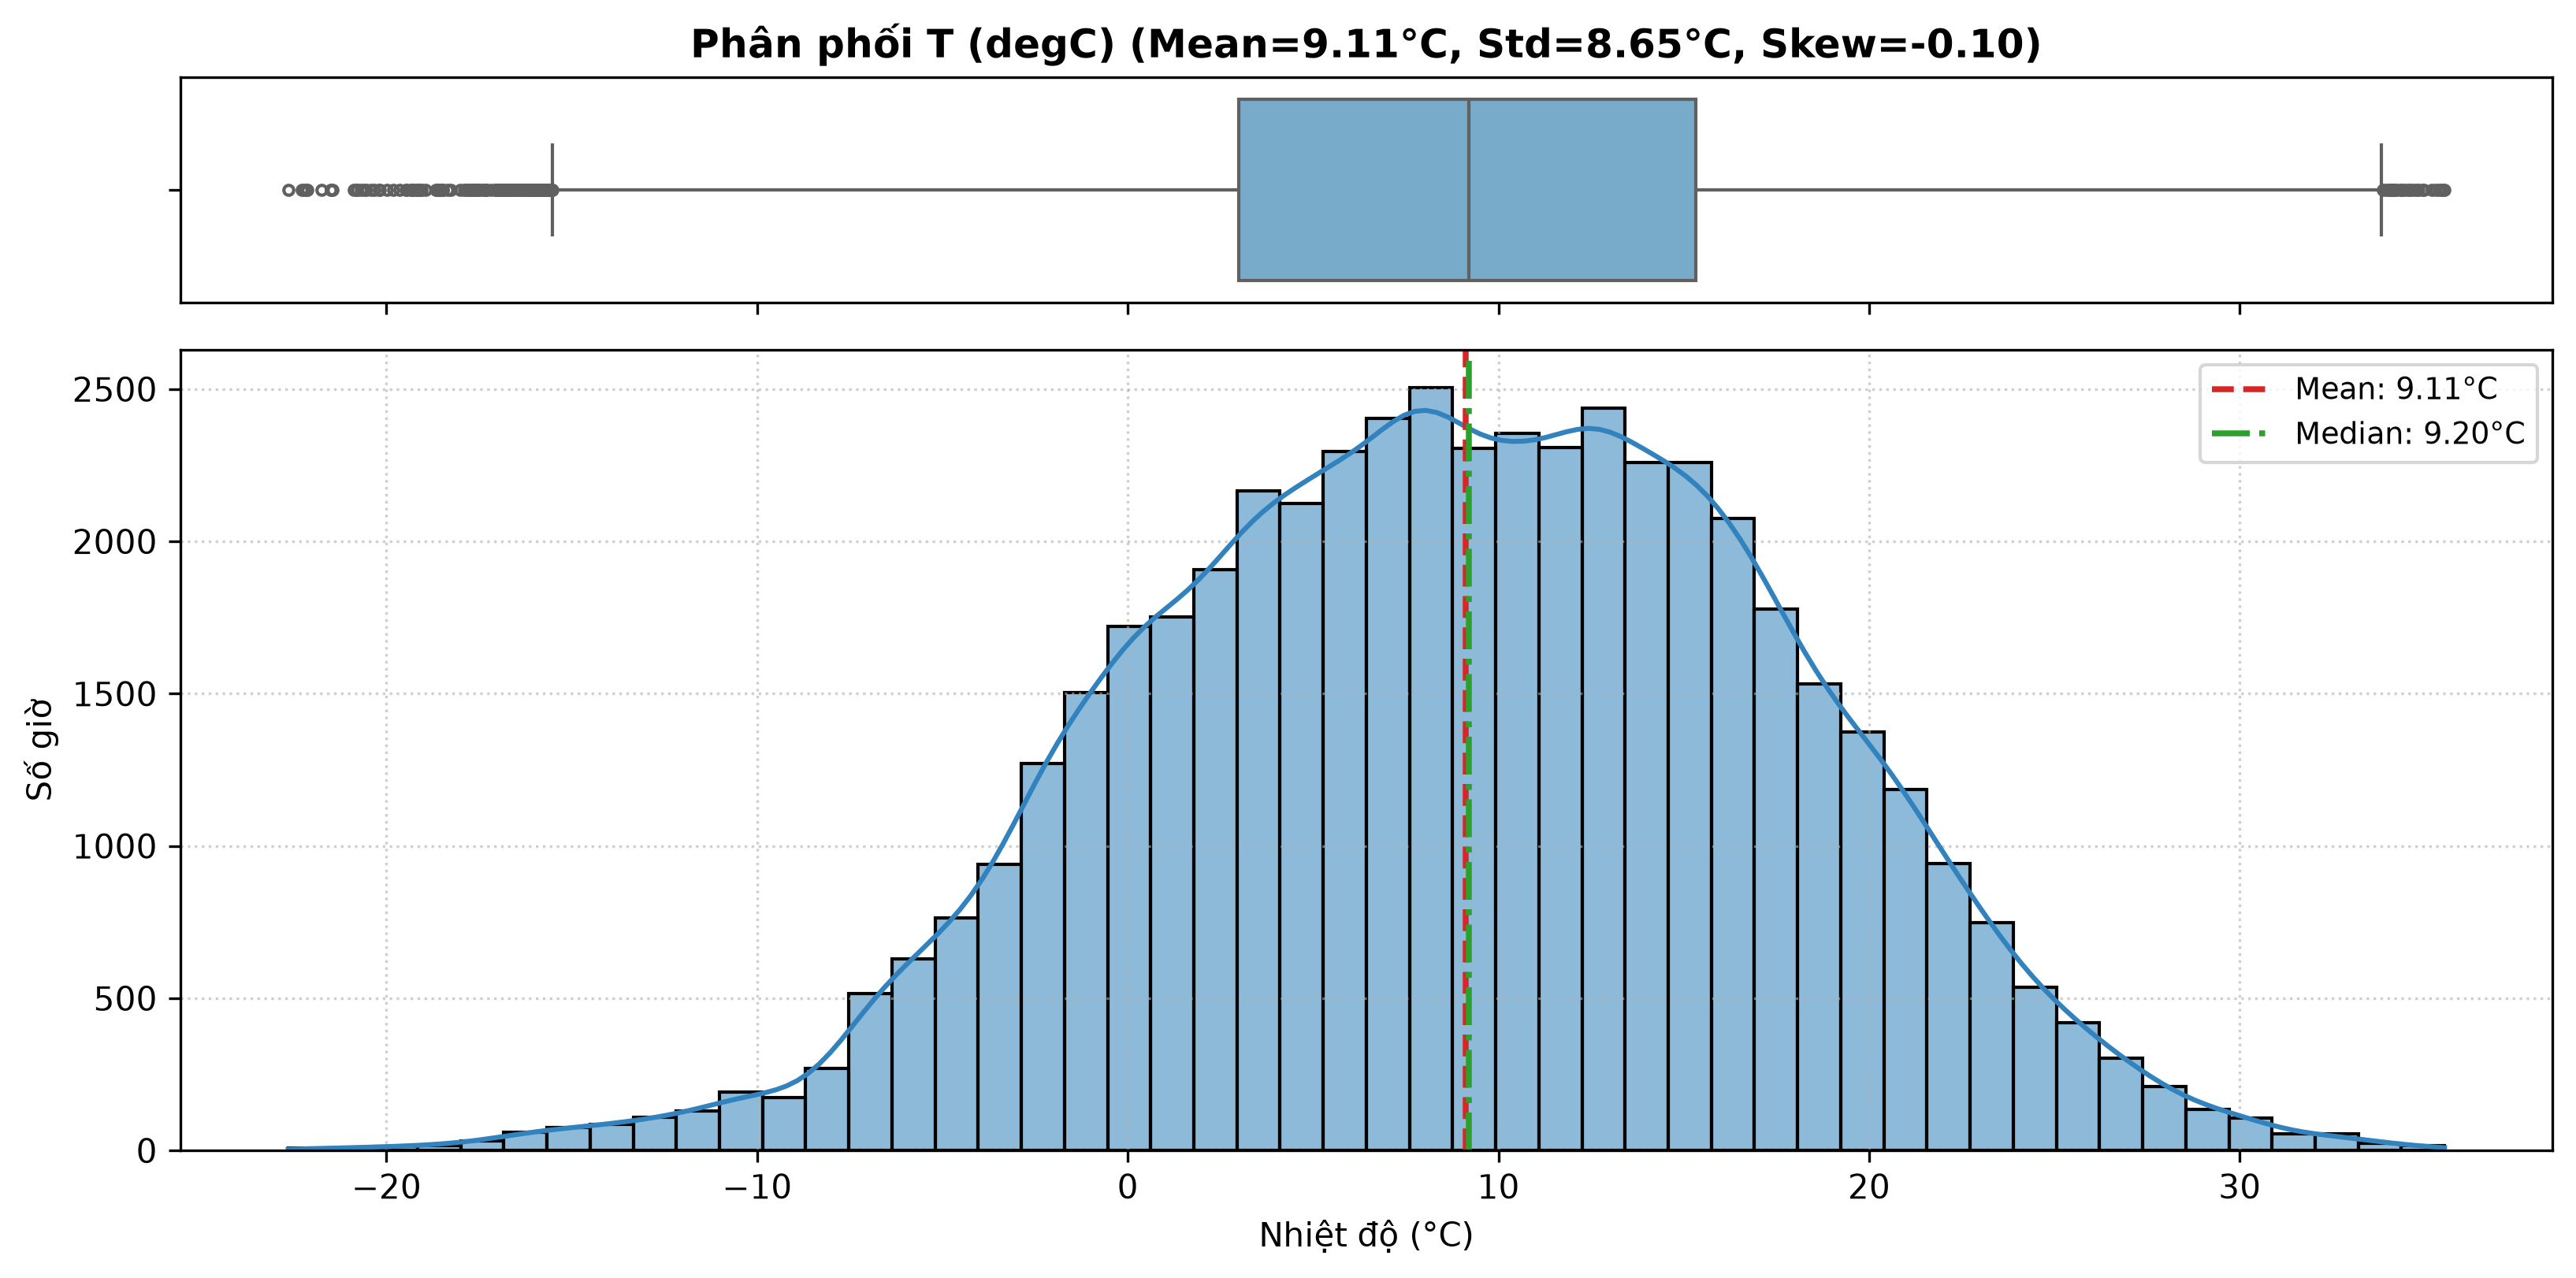 Phân phối T (degC) (Mean=9.11°C, Std=8.65°C, Skew=-0.10)
Mean: 9.11°C
Median: 9.20°C
2500
2000
1500
1000
500
0
Số giờ
−20 −10 0 10 20 30
Nhiệt độ (°C)